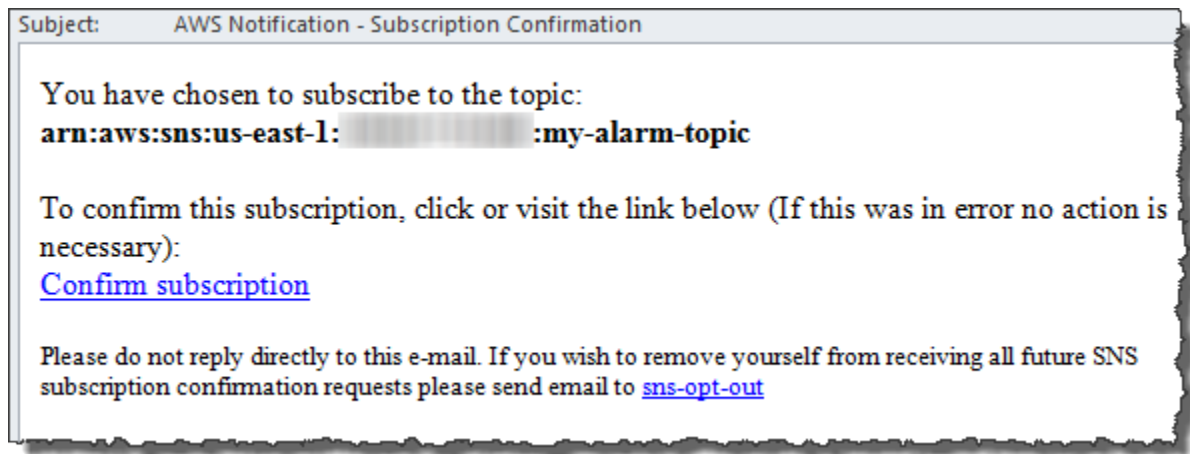 Subject: AWS Notification - Subscription Confirmation
You have chosen to subscribe to the topic:
arn:aws:sns:us-east-1: :my-alarm-topic
To confirm this subscription, click or visit the link below (If this was in error no action is
necessary):
Confirm subscription
Please do not reply directly to this e-mail. If you wish to remove yourself from receiving all future SNS
subscription confirmation requests please send email to sns-opt-out